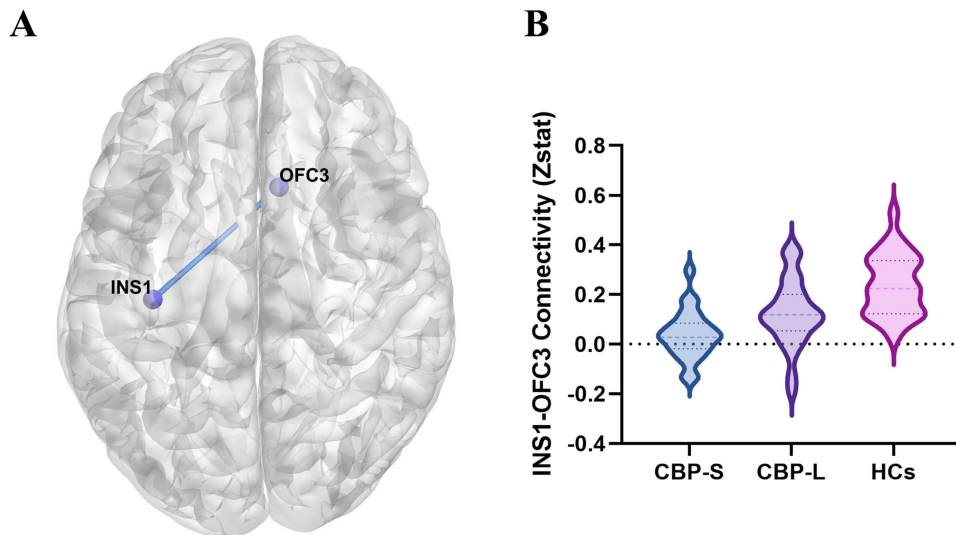 A
OFC3
INS1
B
INS1-OFC3 Connectivity (Zstat)
0.8
0.6
0.4
0.2
0.0
-0.2
-0.4
CBP-S CBP-L HCs